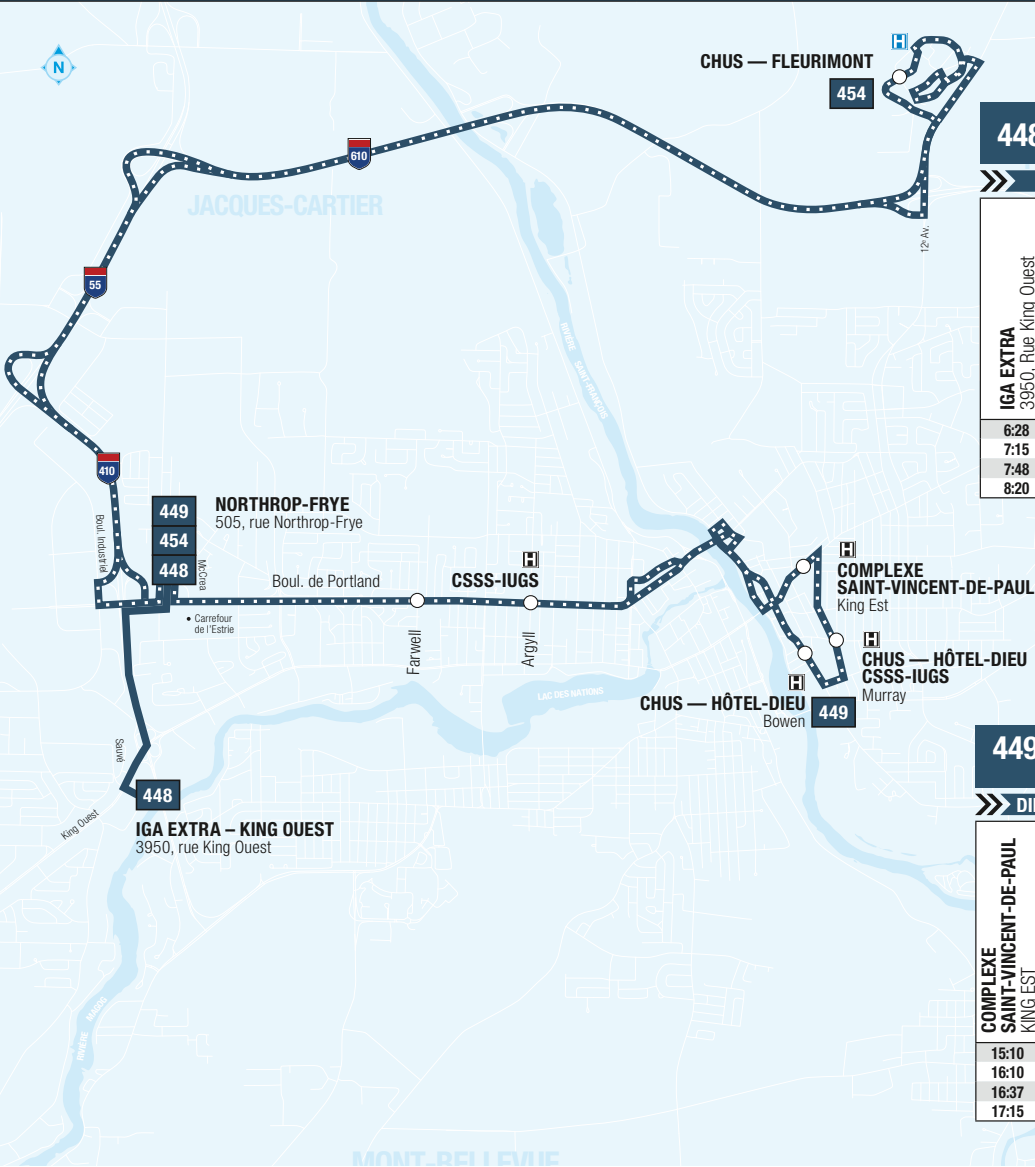 N
CHUS — FLEURIMONT
H
454
610
JACQUES-CARTIER
12e Av.
55
RIVIÈRE SAINT-FRANÇOIS
410
Boul. Industriel
449
454
448
NORTHROP-FRYE
505, rue Northrop-Frye
McCrea
Boul. de Portland
• Carrefour
de l'Estrie
Farwell
H
CSSS-IUGS
Argyll
H
COMPLEXE
SAINT-VINCENT-DE-PAUL
King Est
H
CHUS — HÔTEL-DIEU
CSSS-IUGS
Murray
H
CHUS — HÔTEL-DIEU
Bowen
449
LAC DES NATIONS
Sauvé
King Ouest
448
IGA EXTRA – KING OUEST
3950, rue King Ouest
RIVIÈRE MAGOG
MONT-BELLEVUE
448
IGA EXTRA
3950, Rue King Ouest
6:28
7:15
7:48
8:20
449
COMPLEXE
SAINT-VINCENT-DE-PAUL
KING EST
15:10
16:10
16:37
17:15